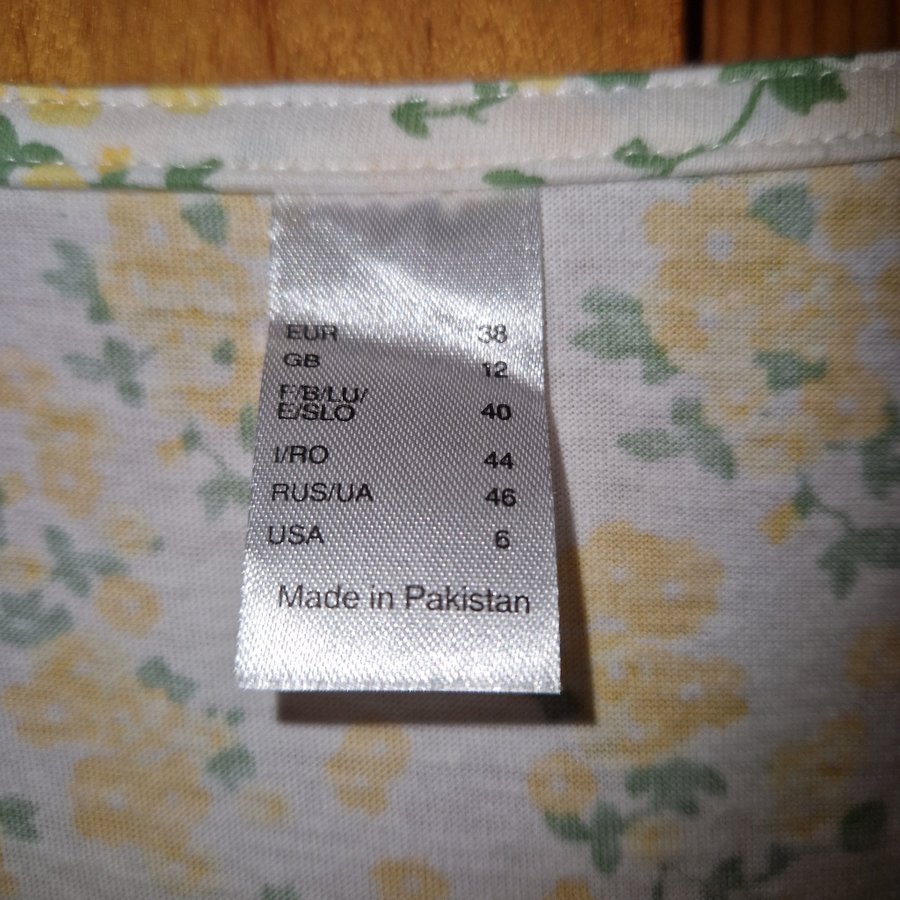 EUR 38
GB 12
F/B/LU/
E/SLO 40
I/RO 44
RUS/UA 46
USA 6
Made in Pakistan